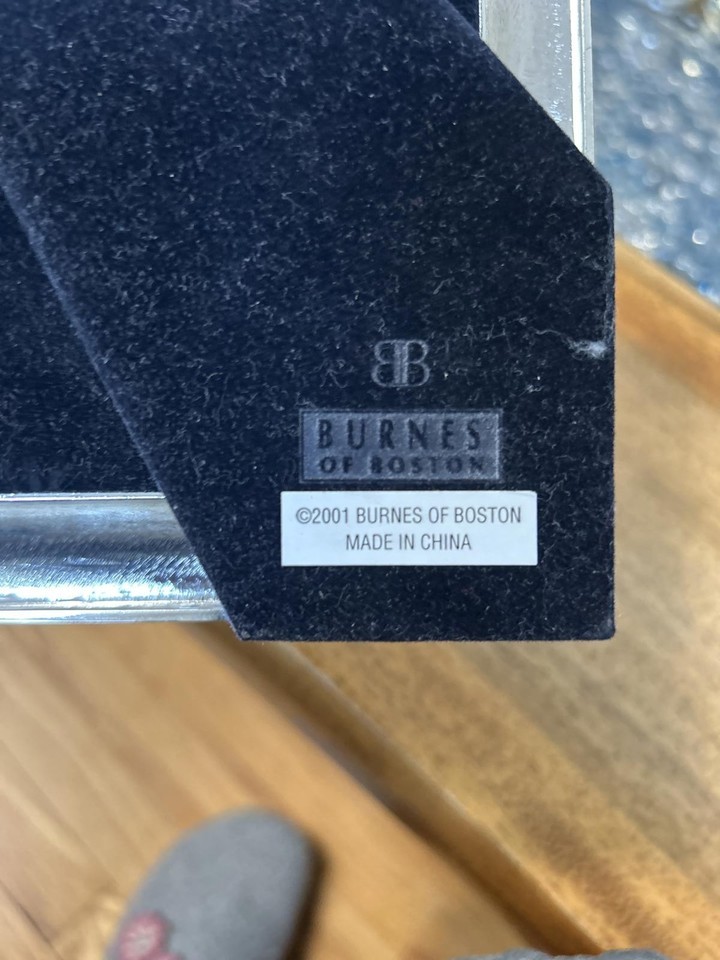 BB
BURNES
OF BOSTON
©2001 BURNES OF BOSTON
MADE IN CHINA